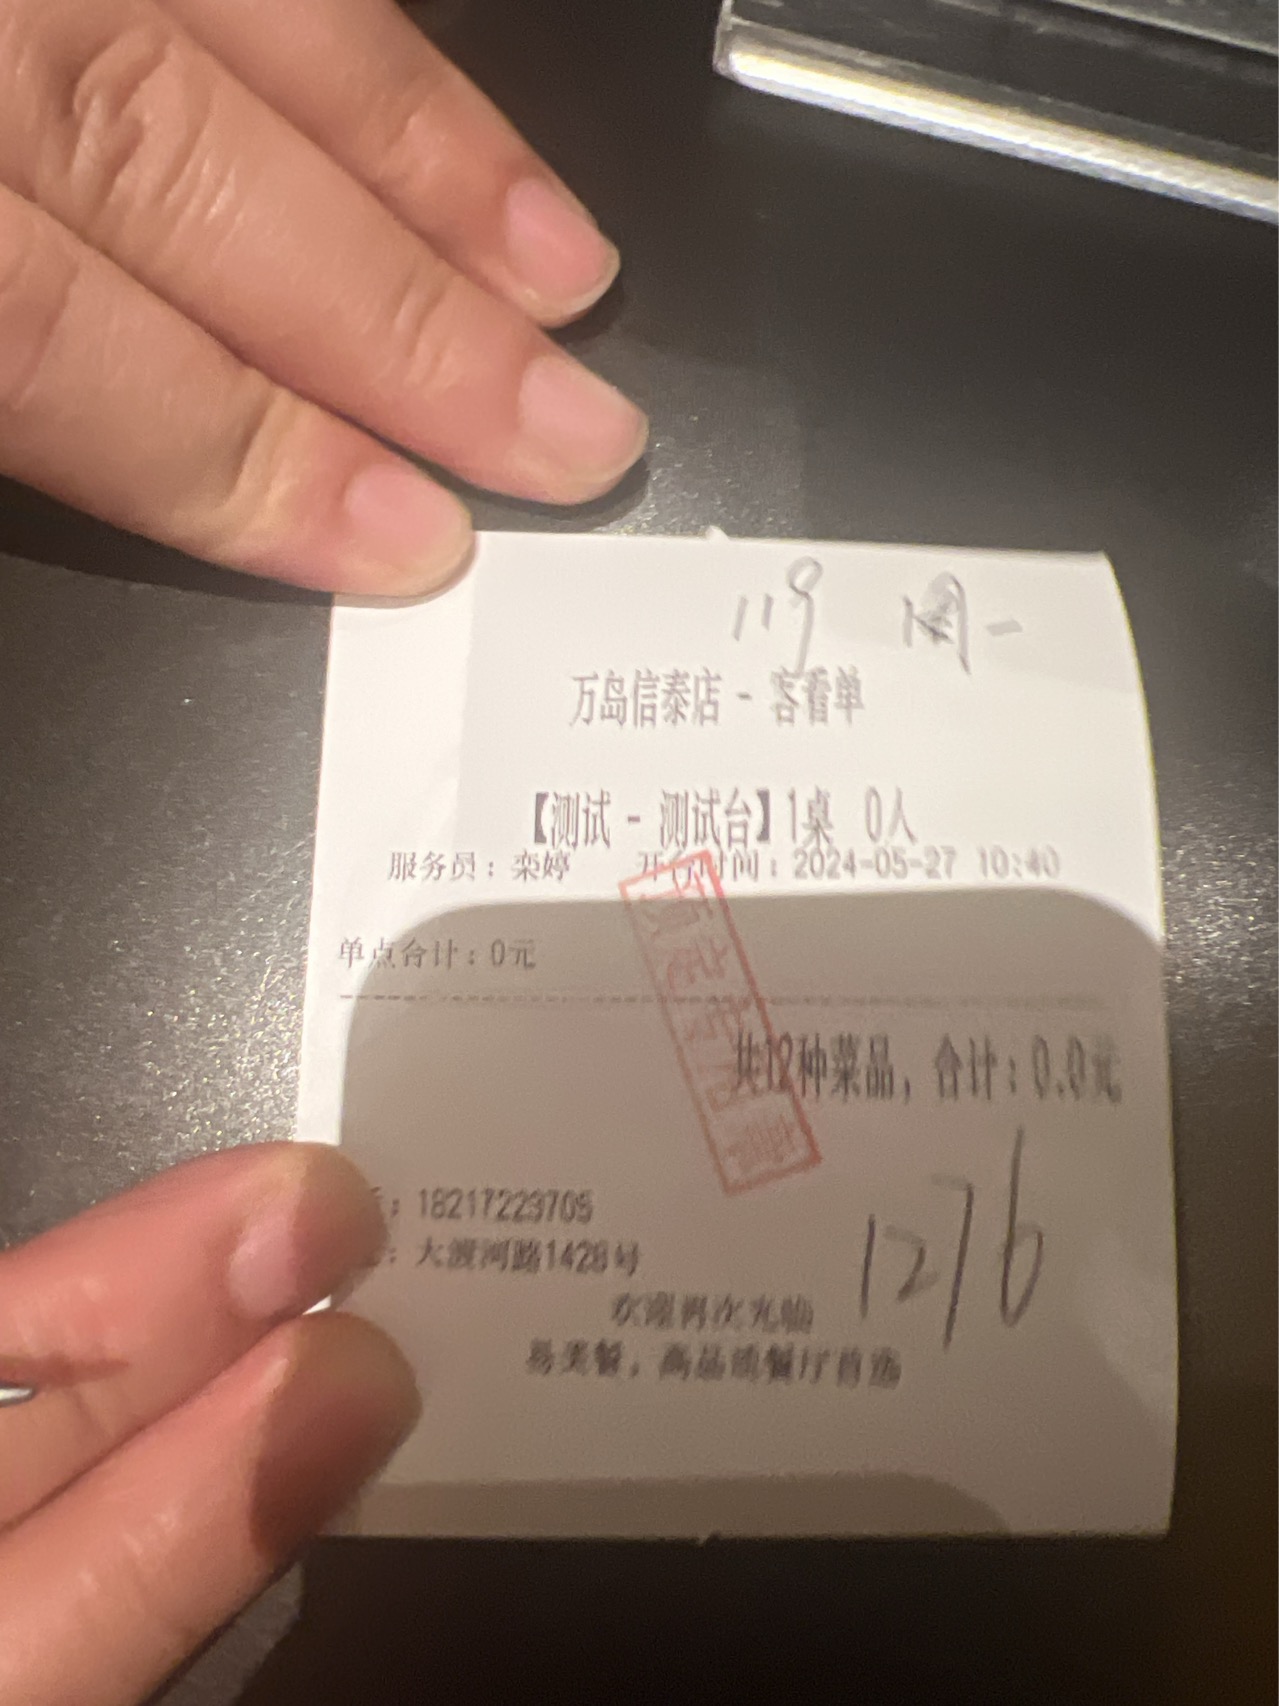 119 周一
万岛信泰店 - 客看单
【测试 - 测试台】1桌 0人
服务员：栾婷 开台时间：2024-05-27 10:40
单点合计：0元
共12种菜品，合计：0.0元
：18217223705
：大渡河路1428号
1276
欢迎再次光临
易美餐，高品质餐厅首选